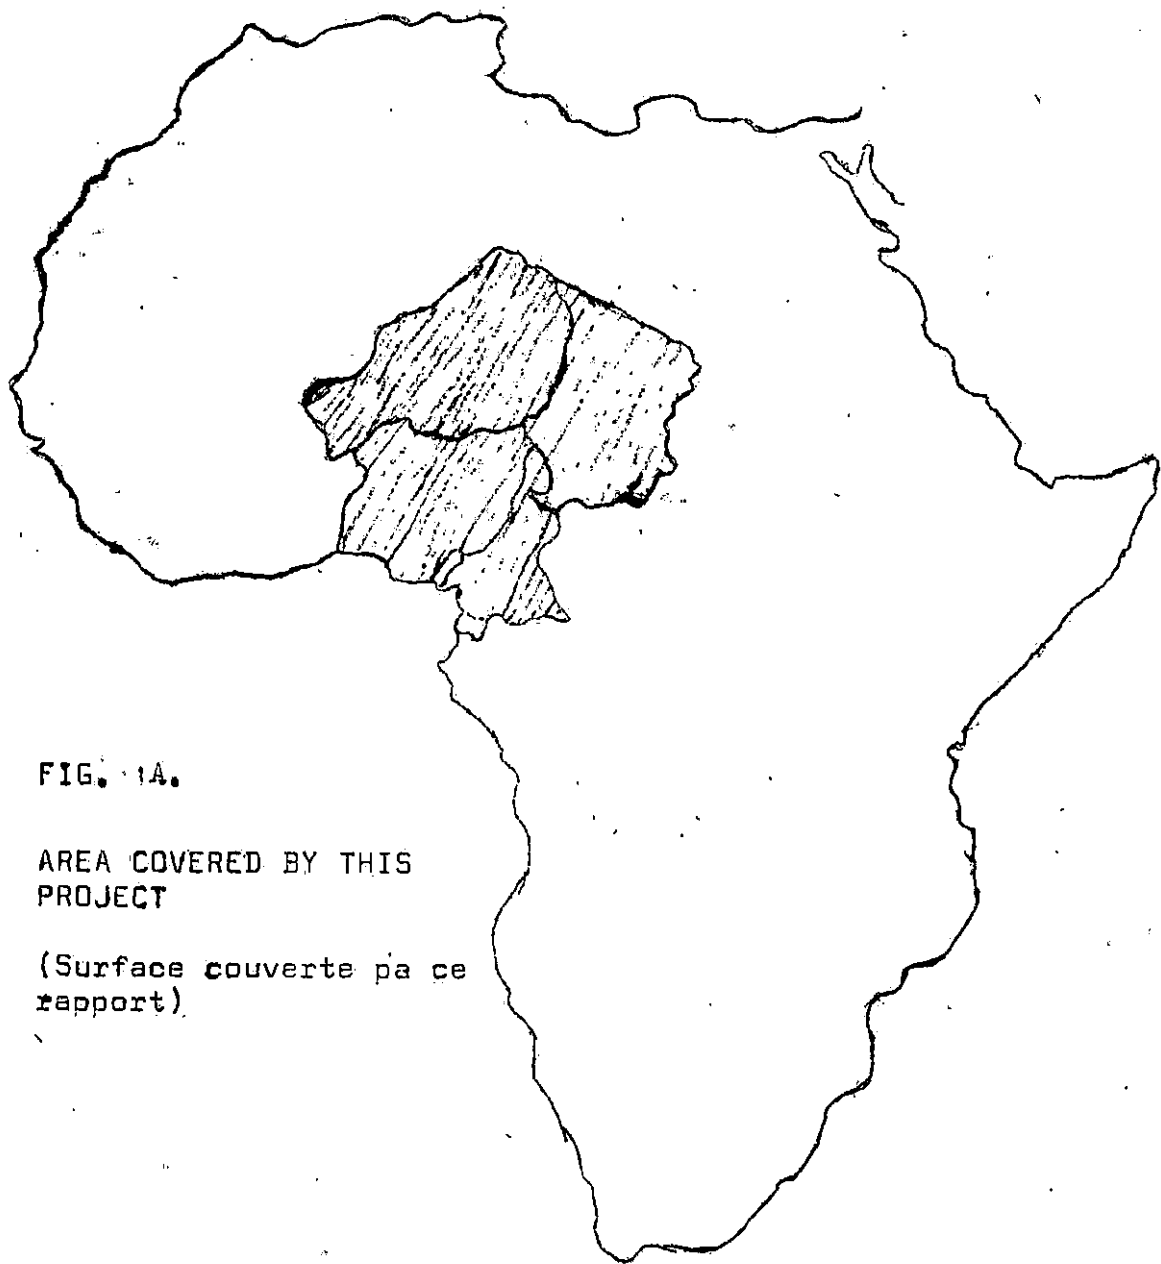 FIG. 1A.
AREA COVERED BY THIS
PROJECT
(Surface couverte pa ce
rapport)